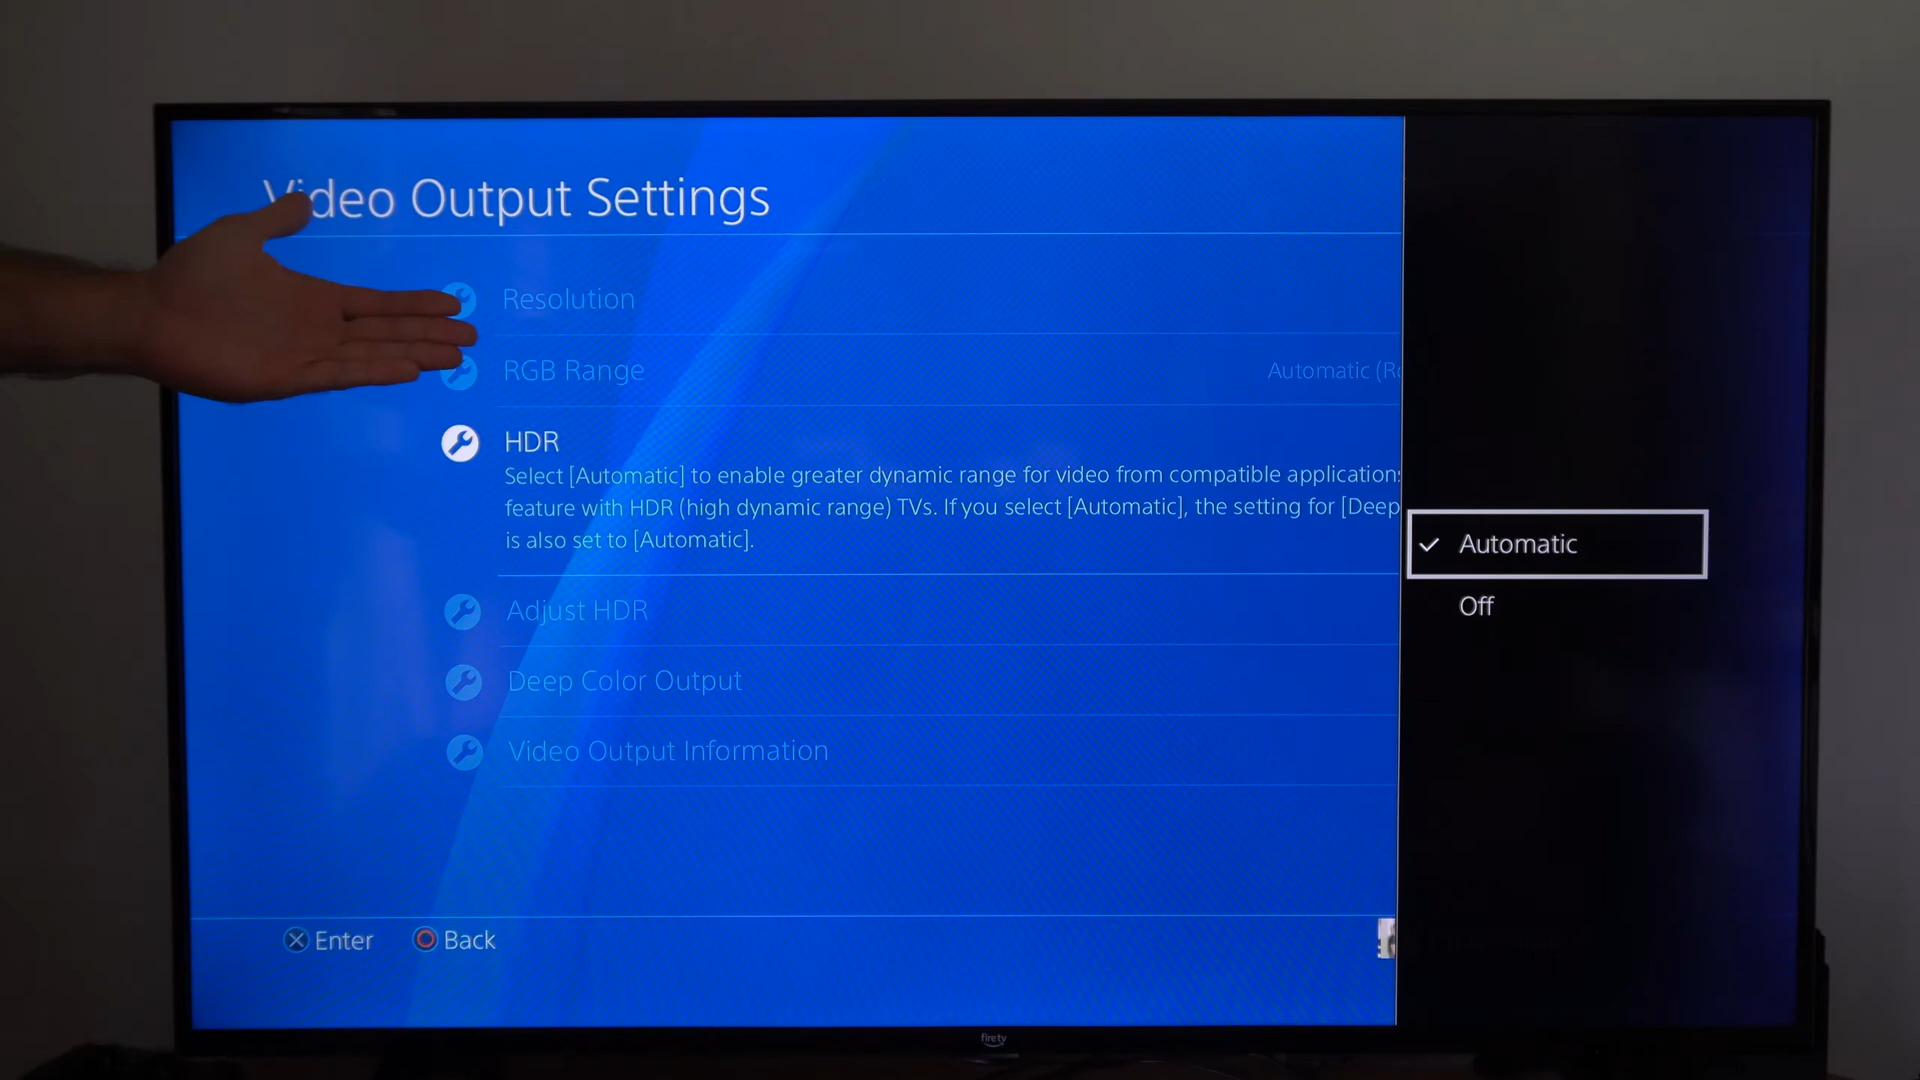 Video Output Settings
Resolution
RGB Range
Automatic (R
HDR
Select [Automatic] to enable greater dynamic range for video from compatible application
feature with HDR (high dynamic range) TVs. If you select [Automatic], the setting for [Deep
is also set to [Automatic].
Adjust HDR
Deep Color Output
Video Output Information
✓ Automatic
Off
Enter
Back
firetv